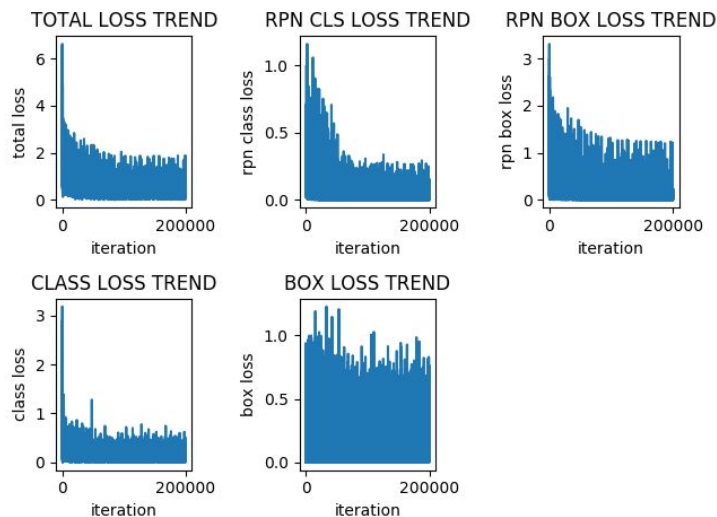 TOTAL LOSS TREND
total loss
6
4
2
0
0 200000
iteration
RPN CLS LOSS TREND
rpn class loss
1.0
0.5
0.0
0 200000
iteration
RPN BOX LOSS TREND
rpn box loss
3
2
1
0
0 200000
iteration
CLASS LOSS TREND
class loss
3
2
1
0
0 200000
iteration
BOX LOSS TREND
box loss
1.0
0.5
0.0
0 200000
iteration